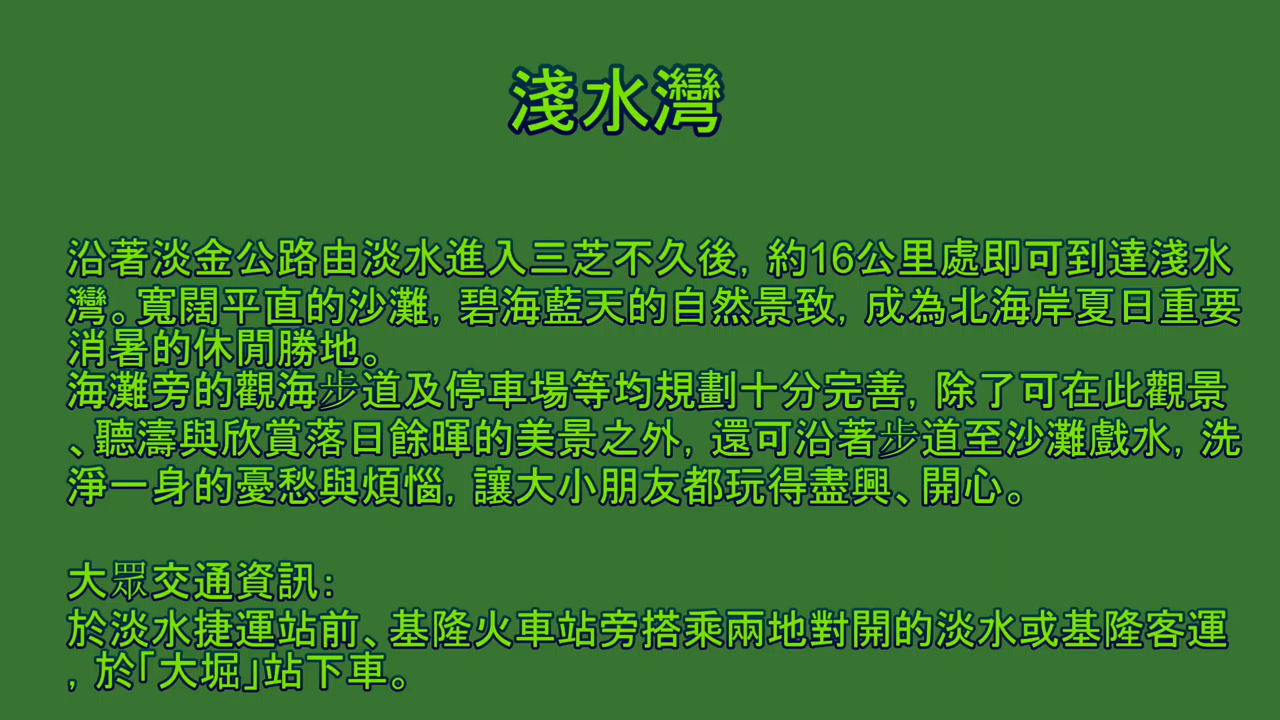 淺水灣
沿著淡金公路由淡水進入三芝不久後，約16公里處即可到達淺水
灣。寬闊平直的沙灘，碧海藍天的自然景致，成為北海岸夏日重要
消暑的休閒勝地。
海灘旁的觀海步道及停車場等均規劃十分完善，除了可在此觀景
、聽濤與欣賞落日餘暉的美景之外，還可沿著步道至沙灘戲水，洗
淨一身的憂愁與煩惱，讓大小朋友都玩得盡興、開心。
大眾交通資訊：
於淡水捷運站前、基隆火車站旁搭乘兩地對開的淡水或基隆客運
，於「大堀」站下車。